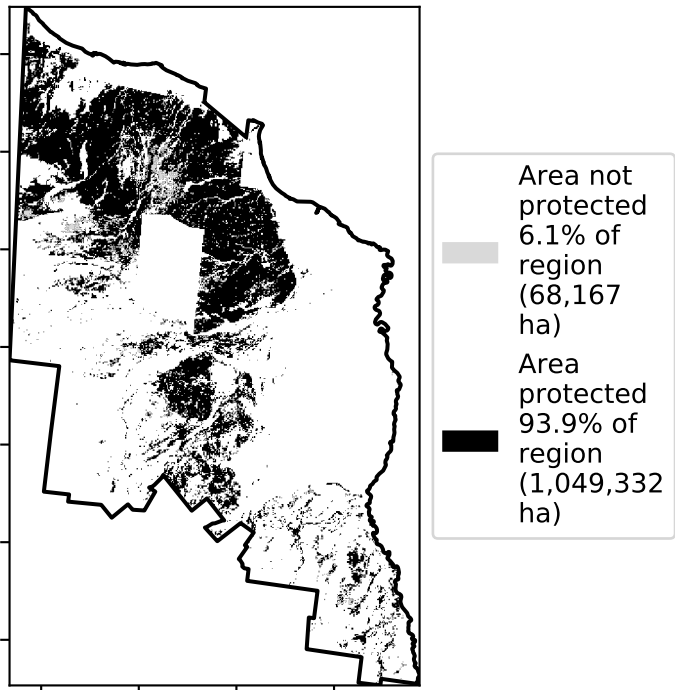 Area not
protected
6.1% of
region
(68,167
ha)
Area
protected
93.9% of
region
(1,049,332
ha)